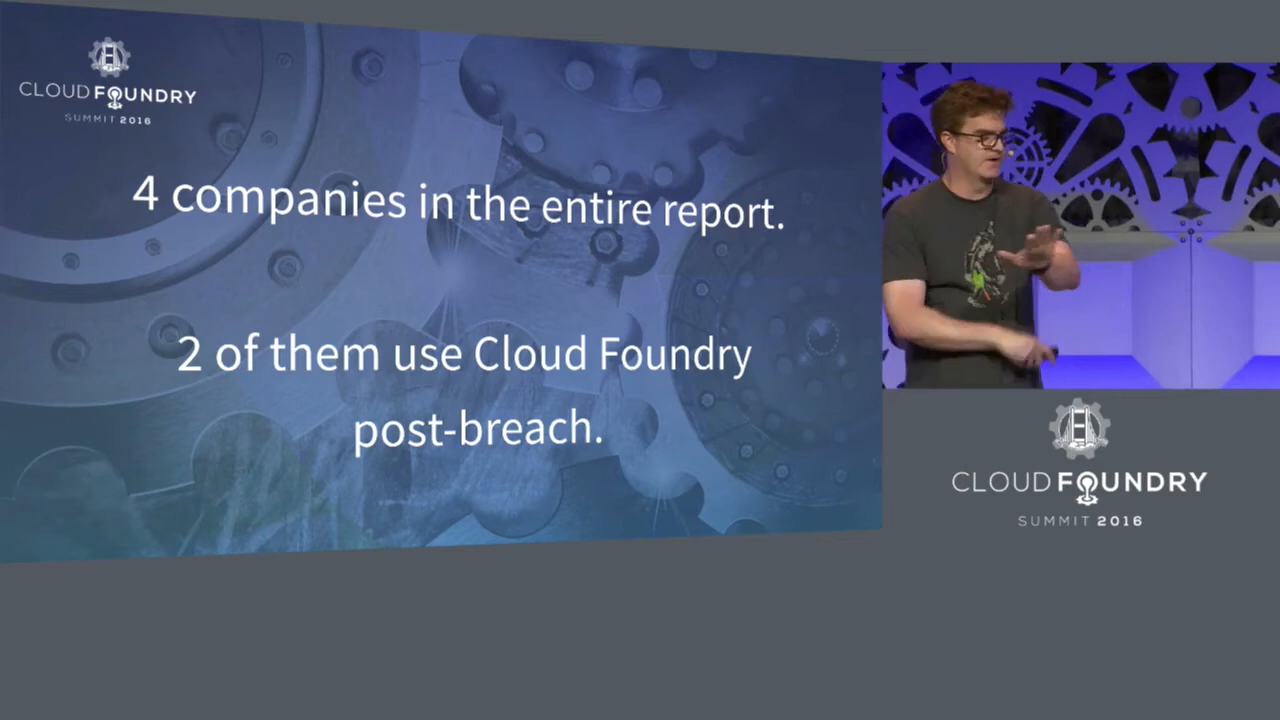 CLOUD FOUNDRY
SUMMIT 2016
4 companies in the entire report.
2 of them use Cloud Foundry
post-breach.
CLOUD FOUNDRY
SUMMIT 2016